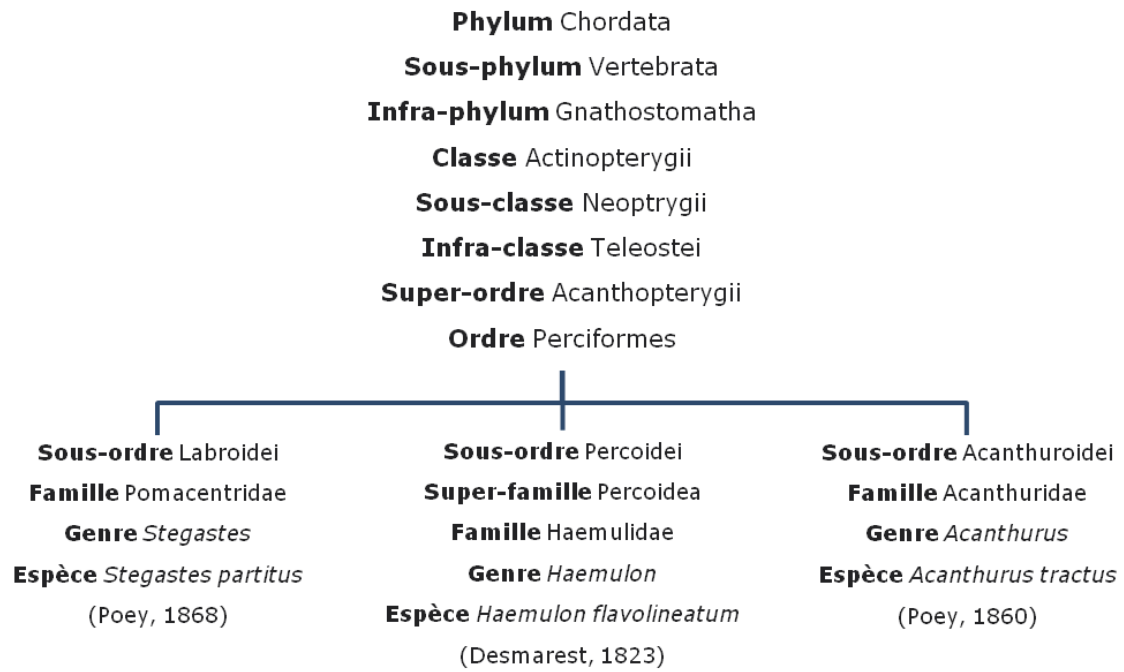 Phylum Chordata
Sous-phylum Vertebrata
Infra-phylum Gnathostomatha
Classe Actinopterygii
Sous-classe Neoptrygii
Infra-classe Teleostei
Super-ordre Acanthopterygii
Ordre Perciformes
Sous-ordre Labroidei
Famille Pomacentridae
Genre Stegastes
Espèce Stegastes partitus
(Poey, 1868)
Sous-ordre Percoidei
Super-famille Percoidea
Famille Haemulidae
Genre Haemulon
Espèce Haemulon flavolineatum
(Desmarest, 1823)
Sous-ordre Acanthuroidei
Famille Acanthuridae
Genre Acanthurus
Espèce Acanthurus tractus
(Poey, 1860)